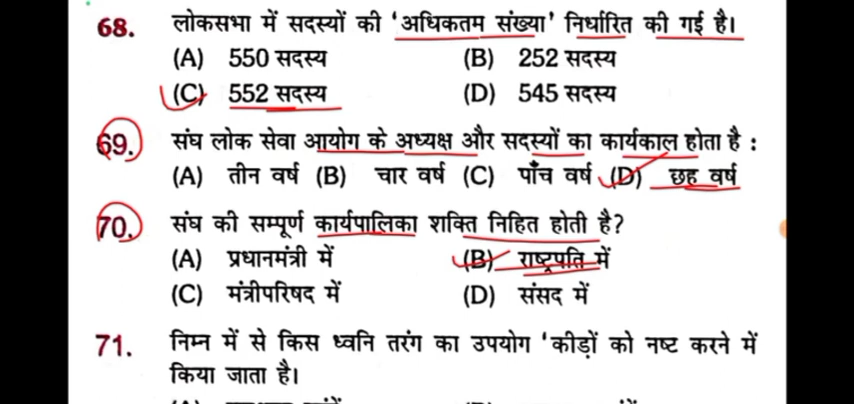 68. लोकसभा में सदस्यों की 'अधिकतम संख्या' निर्धारित की गई है।
(A) 550 सदस्य (B) 252 सदस्य
(C) 552 सदस्य (D) 545 सदस्य
69. संघ लोक सेवा आयोग के अध्यक्ष और सदस्यों का कार्यकाल होता है :
(A) तीन वर्ष (B) चार वर्ष (C) पाँच वर्ष (D) छह वर्ष
70. संघ की सम्पूर्ण कार्यपालिका शक्ति निहित होती है?
(A) प्रधानमंत्री में (B) राष्ट्रपति में
(C) मंत्रीपरिषद में (D) संसद में
71. निम्न में से किस ध्वनि तरंग का उपयोग 'कीड़ों को नष्ट करने में
किया जाता है।